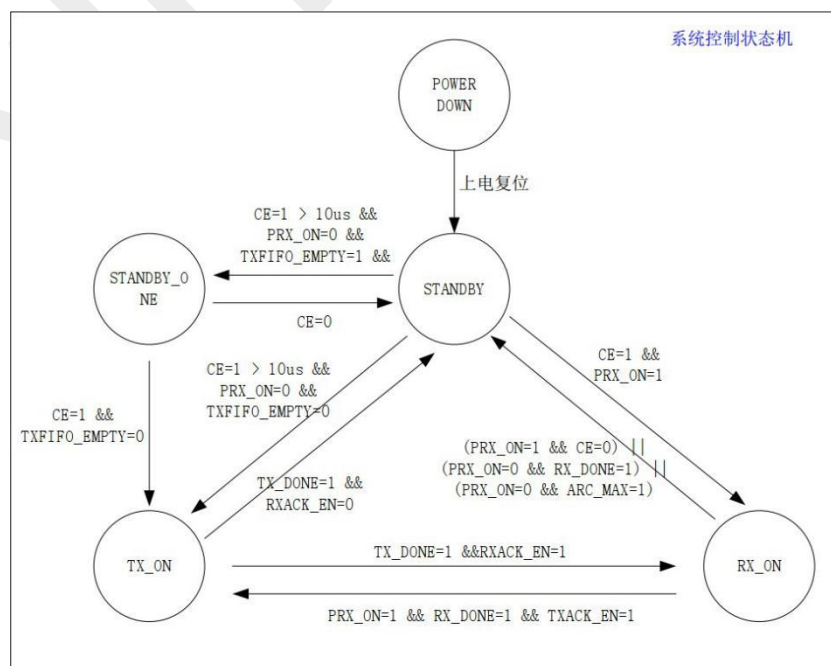 系统控制状态机
POWER
DOWN
上电复位
CE=1 > 10us &&
PRX_ON=0 &&
TXFIFO_EMPTY=1 &&
STANDBY_O
NE
STANDBY
CE=0
CE=1 > 10us &&
PRX_ON=0 &&
TXFIFO_EMPTY=0
CE=1 &&
PRX_ON=1
CE=1 &&
TXFIFO_EMPTY=0
(PRX_ON=1 && CE=0) ||
(PRX_ON=0 && RX_DONE=1) ||
(PRX_ON=0 && ARC_MAX=1)
TX_DONE=1 &&
RXACK_EN=0
TX_ON
TX_DONE=1 &&RXACK_EN=1
RX_ON
PRX_ON=1 && RX_DONE=1 && TXACK_EN=1